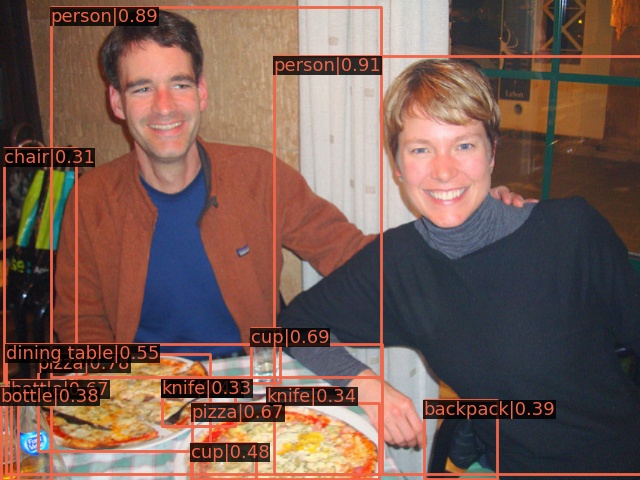 person|0.89
person|0.91
chair|0.31
cup|0.69
dining table|0.55
pizza|0.78
bottle|0.67
knife|0.33
bottle|0.38
knife|0.34
pizza|0.67
backpack|0.39
cup|0.48